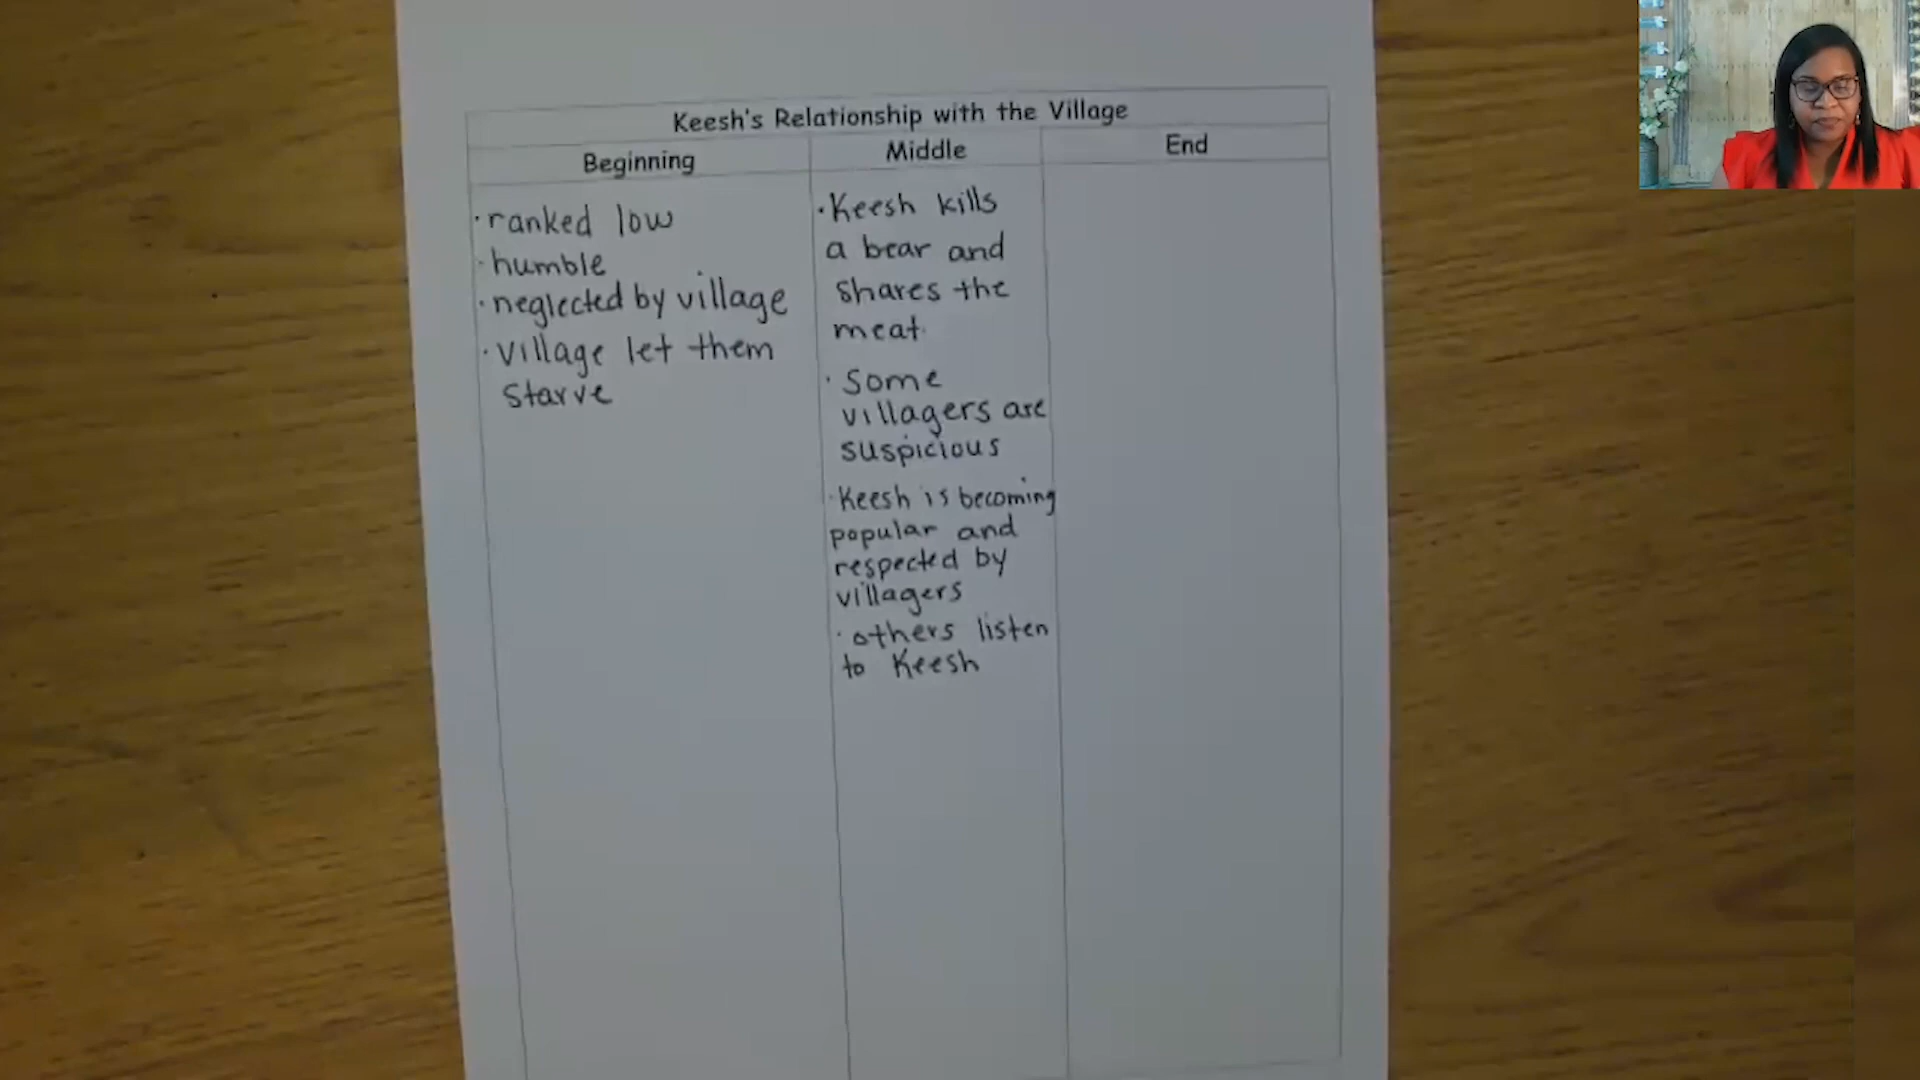 Keesh's Relationship with the Village
Beginning
Middle
End
· ranked low
· humble
· neglected by village
· village let them
starve
· Keesh kills
a bear and
shares the
meat.
· some
villagers are
suspicious
· Keesh is becoming
popular and
respected by
villagers
· others listen
to Keesh